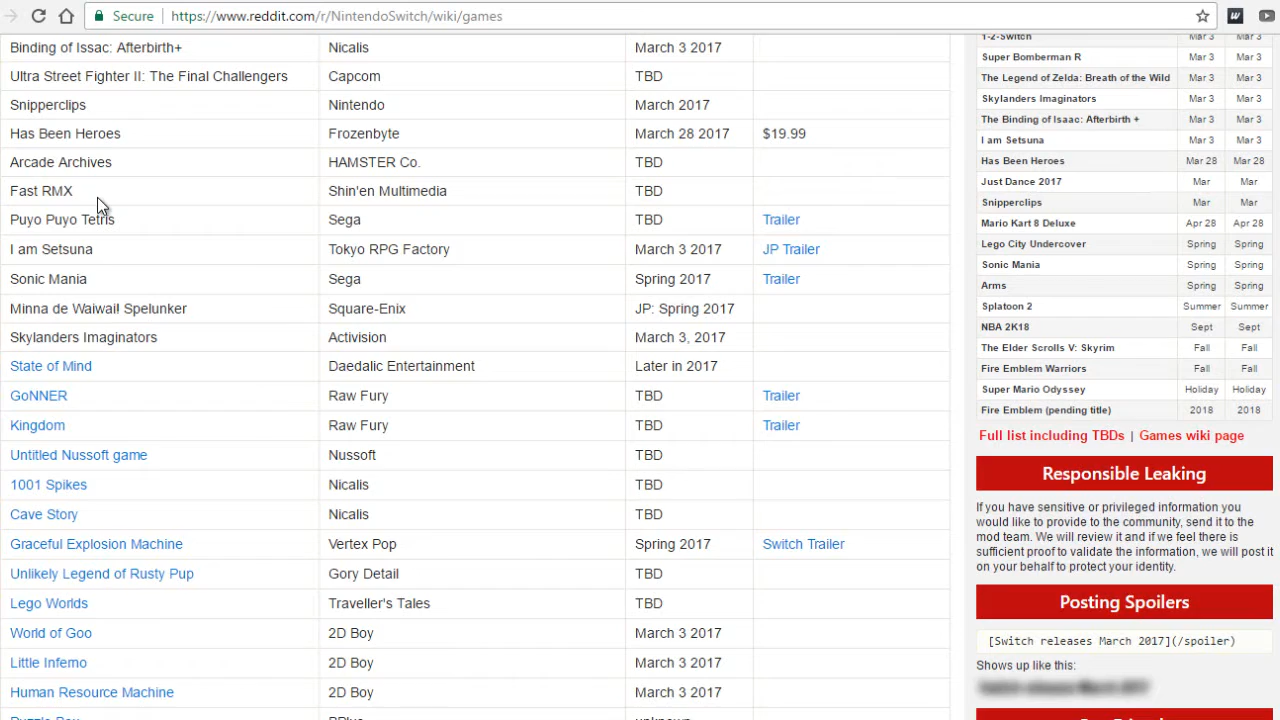 Secure https://www.reddit.com/r/NintendoSwitch/wiki/games
Binding of Issac: Afterbirth+ Nicalis March 3 2017
Ultra Street Fighter II: The Final Challengers Capcom TBD
Snipperclips Nintendo March 2017
Has Been Heroes Frozenbyte March 28 2017 $19.99
Arcade Archives HAMSTER Co. TBD
Fast RMX Shin'en Multimedia TBD
Puyo Puyo Tetris Sega TBD Trailer
I am Setsuna Tokyo RPG Factory March 3 2017 JP Trailer
Sonic Mania Sega Spring 2017 Trailer
Minna de Waiwai! Spelunker Square-Enix JP: Spring 2017
Skylanders Imaginators Activision March 3, 2017
State of Mind Daedalic Entertainment Later in 2017
GoNNER Raw Fury TBD Trailer
Kingdom Raw Fury TBD Trailer
Untitled Nussoft game Nussoft TBD
1001 Spikes Nicalis TBD
Cave Story Nicalis TBD
Graceful Explosion Machine Vertex Pop Spring 2017 Switch Trailer
Unlikely Legend of Rusty Pup Gory Detail TBD
Lego Worlds Traveller's Tales TBD
World of Goo 2D Boy March 3 2017
Little Inferno 2D Boy March 3 2017
Human Resource Machine 2D Boy March 3 2017
1-2-Switch Mar 3 Mar 3
Super Bomberman R Mar 3 Mar 3
The Legend of Zelda: Breath of the Wild Mar 3 Mar 3
Skylanders Imaginators Mar 3 Mar 3
The Binding of Isaac: Afterbirth + Mar 3 Mar 3
I am Setsuna Mar 3 Mar 3
Has Been Heroes Mar 28 Mar 28
Just Dance 2017 Mar Mar
Snipperclips Mar Mar
Mario Kart 8 Deluxe Apr 28 Apr 28
Lego City Undercover Spring Spring
Sonic Mania Spring Spring
Arms Spring Spring
Splatoon 2 Summer Summer
NBA 2K18 Sept Sept
The Elder Scrolls V: Skyrim Fall Fall
Fire Emblem Warriors Fall Fall
Super Mario Odyssey Holiday Holiday
Fire Emblem (pending title) 2018 2018
Full list including TBDs | Games wiki page
Responsible Leaking
If you have sensitive or privileged information you
would like to provide to the community, send it to the
mod team. We will review it and if we feel there is
sufficient proof to validate the information, we will post it
on your behalf to protect your identity.
Posting Spoilers
[Switch releases March 2017](/spoiler)
Shows up like this: